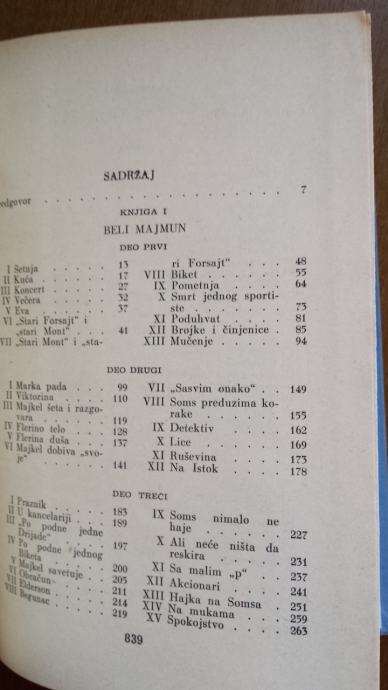 SADRŽAJ
redgovor . . . . . . . . . . . . . . . . . . . 7
KNJIGA I
BELI MAJMUN
DEO PRVI
I Šetnja . . . . . 13
II Kuća . . . . . 17
III Koncert . . . . 27
IV Večera . . . . 32
V Eva . . . . . 37
VI „Stari Forsajt" i
„stari Mont" . . . 41
VII „Stari Mont" i „sta-
ri Forsajt" . . . 48
VIII Biket . . . . . . 55
IX Pometnja . . . . 64
X Smrt jednog sporti-
ste . . . . . . 73
XI Poduhvat . . . . 81
XII Brojke i činjenice . 85
XIII Mučenje . . . . 94
DEO DRUGI
I Marka pada . . . 99
II Viktorina . . . . 110
III Majkel šeta i razgo-
vara . . . . . 119
IV Flerino telo . . . 128
V Flerina duša . . . 137
VI Majkel dobiva „svo-
je" . . . . . . 141
VII „Sasvim onako" . . 149
VIII Soms preduzima ko-
rake . . . . . . 155
IX Detektiv . . . . 162
X Lice . . . . . . 169
XI Ruševina . . . . 173
XII Na Istok . . . . 178
DEO TREĆI
I Praznik . . . . . 183
II U kancelariji . . . 189
III „Po podne jedne
Drijade" . . . . 197
IV Po podne jednog
Biketa . . . . . 200
V Majkel savetuje . . 205
VI Obračun . . . . 211
VII Elderson . . . . 214
VIII Begunac . . . . 219
IX Soms nimalo ne
haje . . . . . . 227
X Ali neće ništa da
reskira . . . . . 231
XI Sa malim „p" . . . 237
XII Akcionari . . . . 241
XIII Hajka na Somsa . 251
XIV Na mukama . . . 259
XV Spokojstvo . . . . 263
839